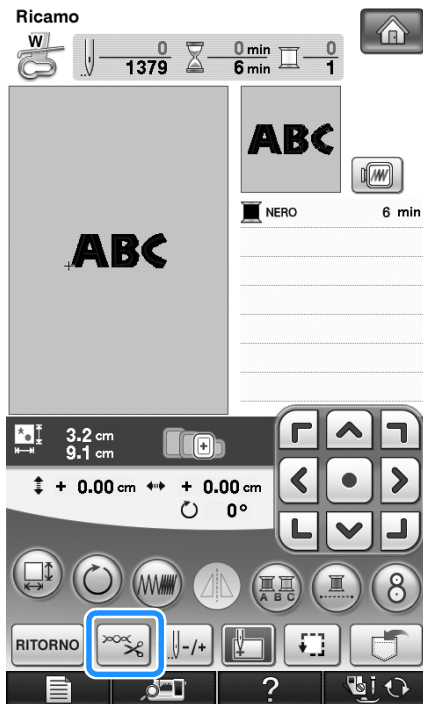 Ricamo
W
0 0 min 0
1379 6 min 1
ABC
ABC
NERO 6 min
3.2 cm
9.1 cm
+ 0.00 cm + 0.00 cm
0°
A B C
8
RITORNO -/+
?